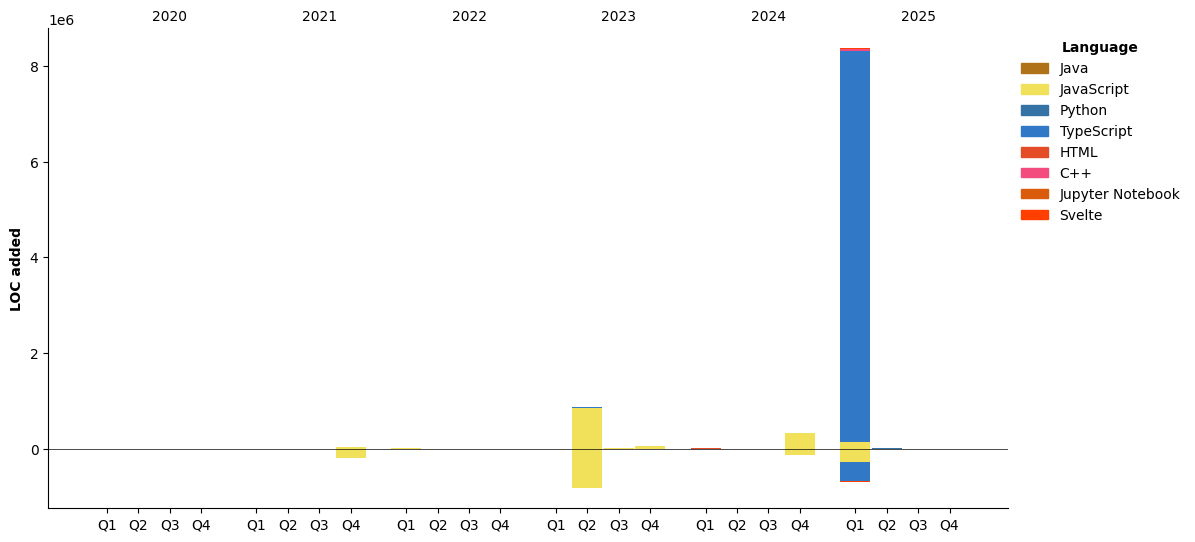 2020 2021 2022 2023 2024 2025
1e6
Language
Java
JavaScript
Python
TypeScript
HTML
C++
Jupyter Notebook
Svelte
8
6
4
2
0
LOC added
Q1 Q2 Q3 Q4 Q1 Q2 Q3 Q4 Q1 Q2 Q3 Q4 Q1 Q2 Q3 Q4 Q1 Q2 Q3 Q4 Q1 Q2 Q3 Q4